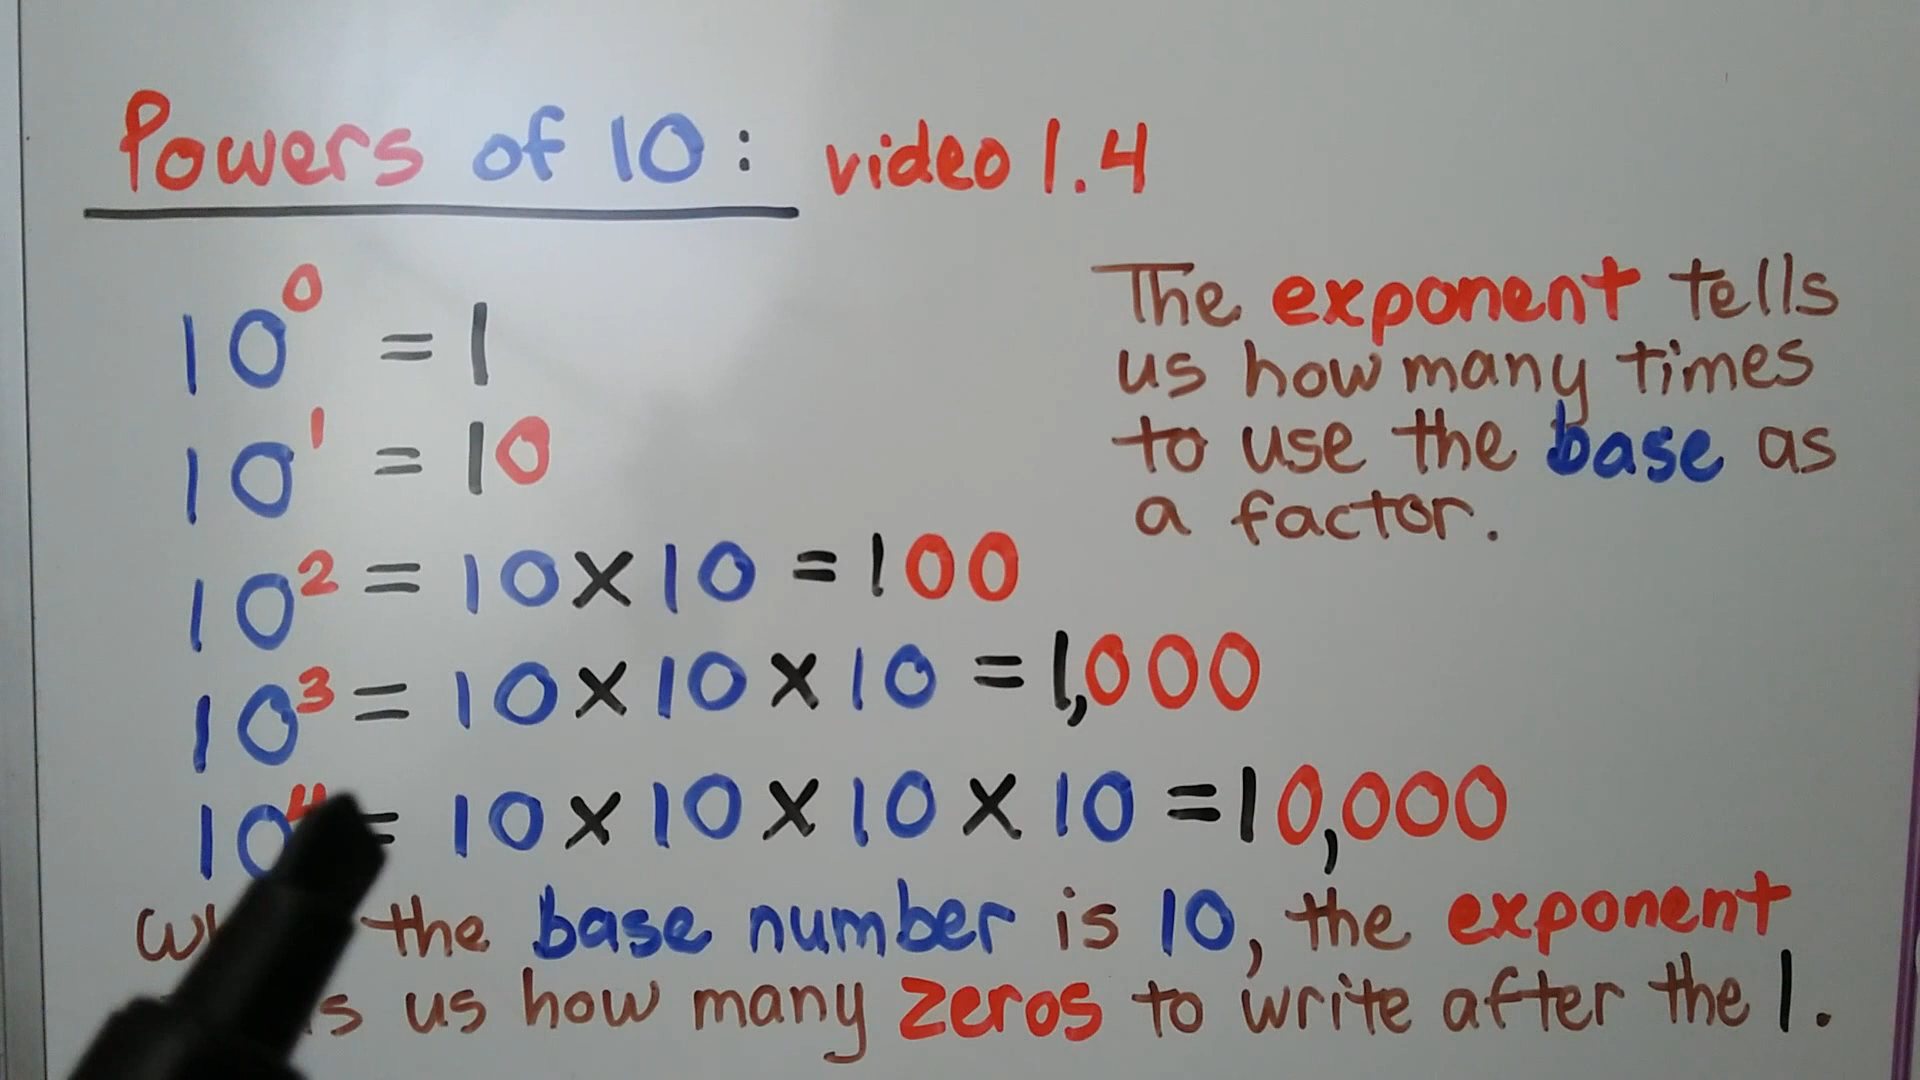 Powers of 10: video 1.4
10⁰ = 1
10¹ = 10
10² = 10 × 10 = 100
10³ = 10 × 10 × 10 = 1,000
10⁴ = 10 × 10 × 10 × 10 = 10,000
The exponent tells
us how many times
to use the base as
a factor.
the base number is 10, the exponent
us how many zeros to write after the 1.